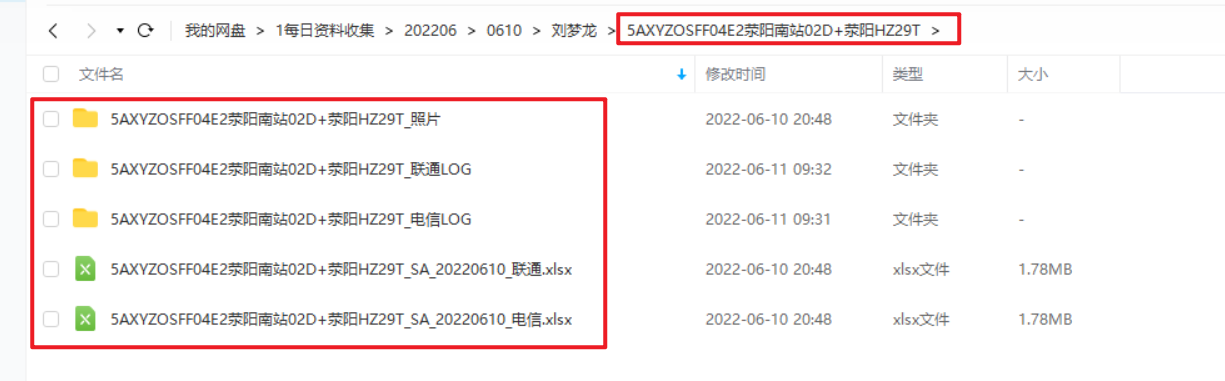 我的网盘 > 1每日资料收集 > 202206 > 0610 > 刘梦龙 > 5AXYZOSFF04E2荥阳南站02D+荥阳HZ29T >
文件名 修改时间 类型 大小
5AXYZOSFF04E2荥阳南站02D+荥阳HZ29T_照片 2022-06-10 20:48 文件夹 -
5AXYZOSFF04E2荥阳南站02D+荥阳HZ29T_联通LOG 2022-06-11 09:32 文件夹 -
5AXYZOSFF04E2荥阳南站02D+荥阳HZ29T_电信LOG 2022-06-11 09:31 文件夹 -
5AXYZOSFF04E2荥阳南站02D+荥阳HZ29T_SA_20220610_联通.xlsx 2022-06-10 20:48 xlsx文件 1.78MB
5AXYZOSFF04E2荥阳南站02D+荥阳HZ29T_SA_20220610_电信.xlsx 2022-06-10 20:48 xlsx文件 1.78MB